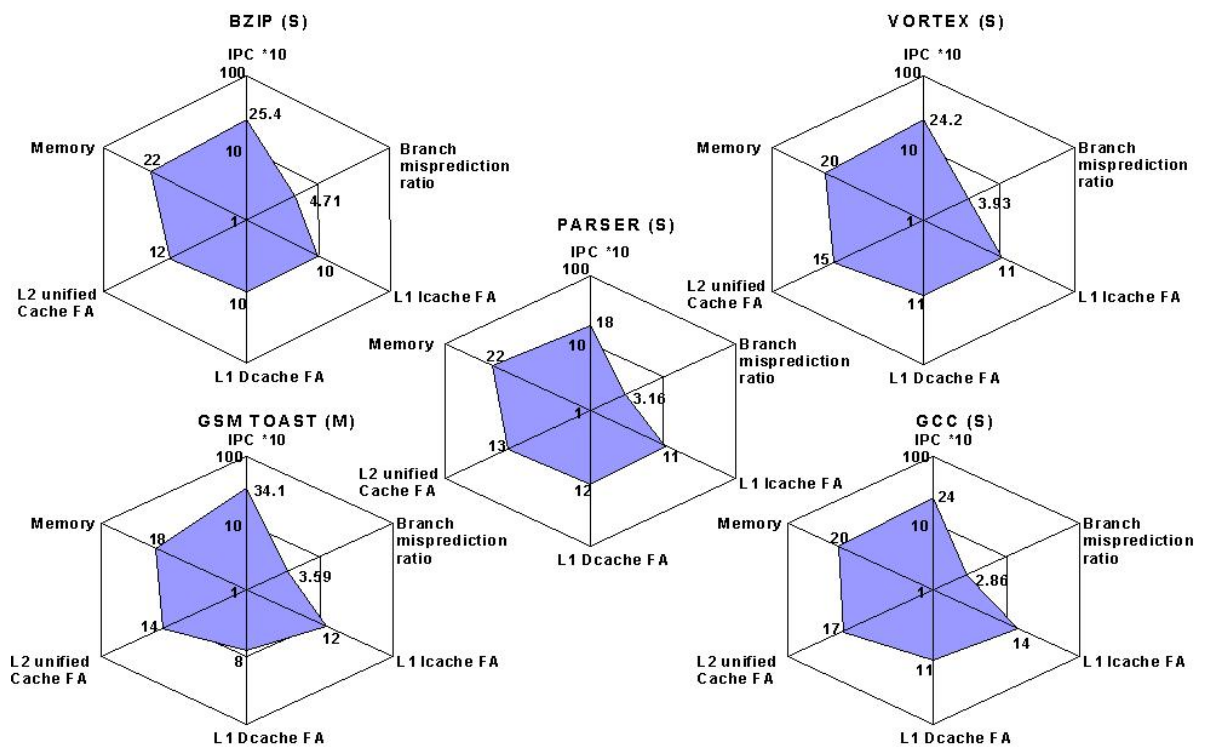 BZIP (S)
IPC *10
100
25.4
10
Memory
22
Branch
misprediction
ratio
4.71
1
12
10
L2 unified
Cache FA
L1 Icache FA
10
L1 Dcache FA
VORTEX (S)
IPC *10
100
24.2
10
Memory
20
Branch
misprediction
ratio
3.93
1
15
11
L2 unified
Cache FA
L1 Icache FA
11
L1 Dcache FA
PARSER (S)
IPC *10
100
18
10
Memory
22
Branch
misprediction
ratio
3.16
1
13
11
L2 unified
Cache FA
L1 Icache FA
12
L1 Dcache FA
GSM TOAST (M)
IPC *10
100
34.1
10
Memory
18
Branch
misprediction
ratio
3.59
1
14
12
L2 unified
Cache FA
L1 Icache FA
8
L1 Dcache FA
GCC (S)
IPC *10
100
24
10
Memory
20
Branch
misprediction
ratio
2.86
1
17
14
L2 unified
Cache FA
L1 Icache FA
11
L1 Dcache FA